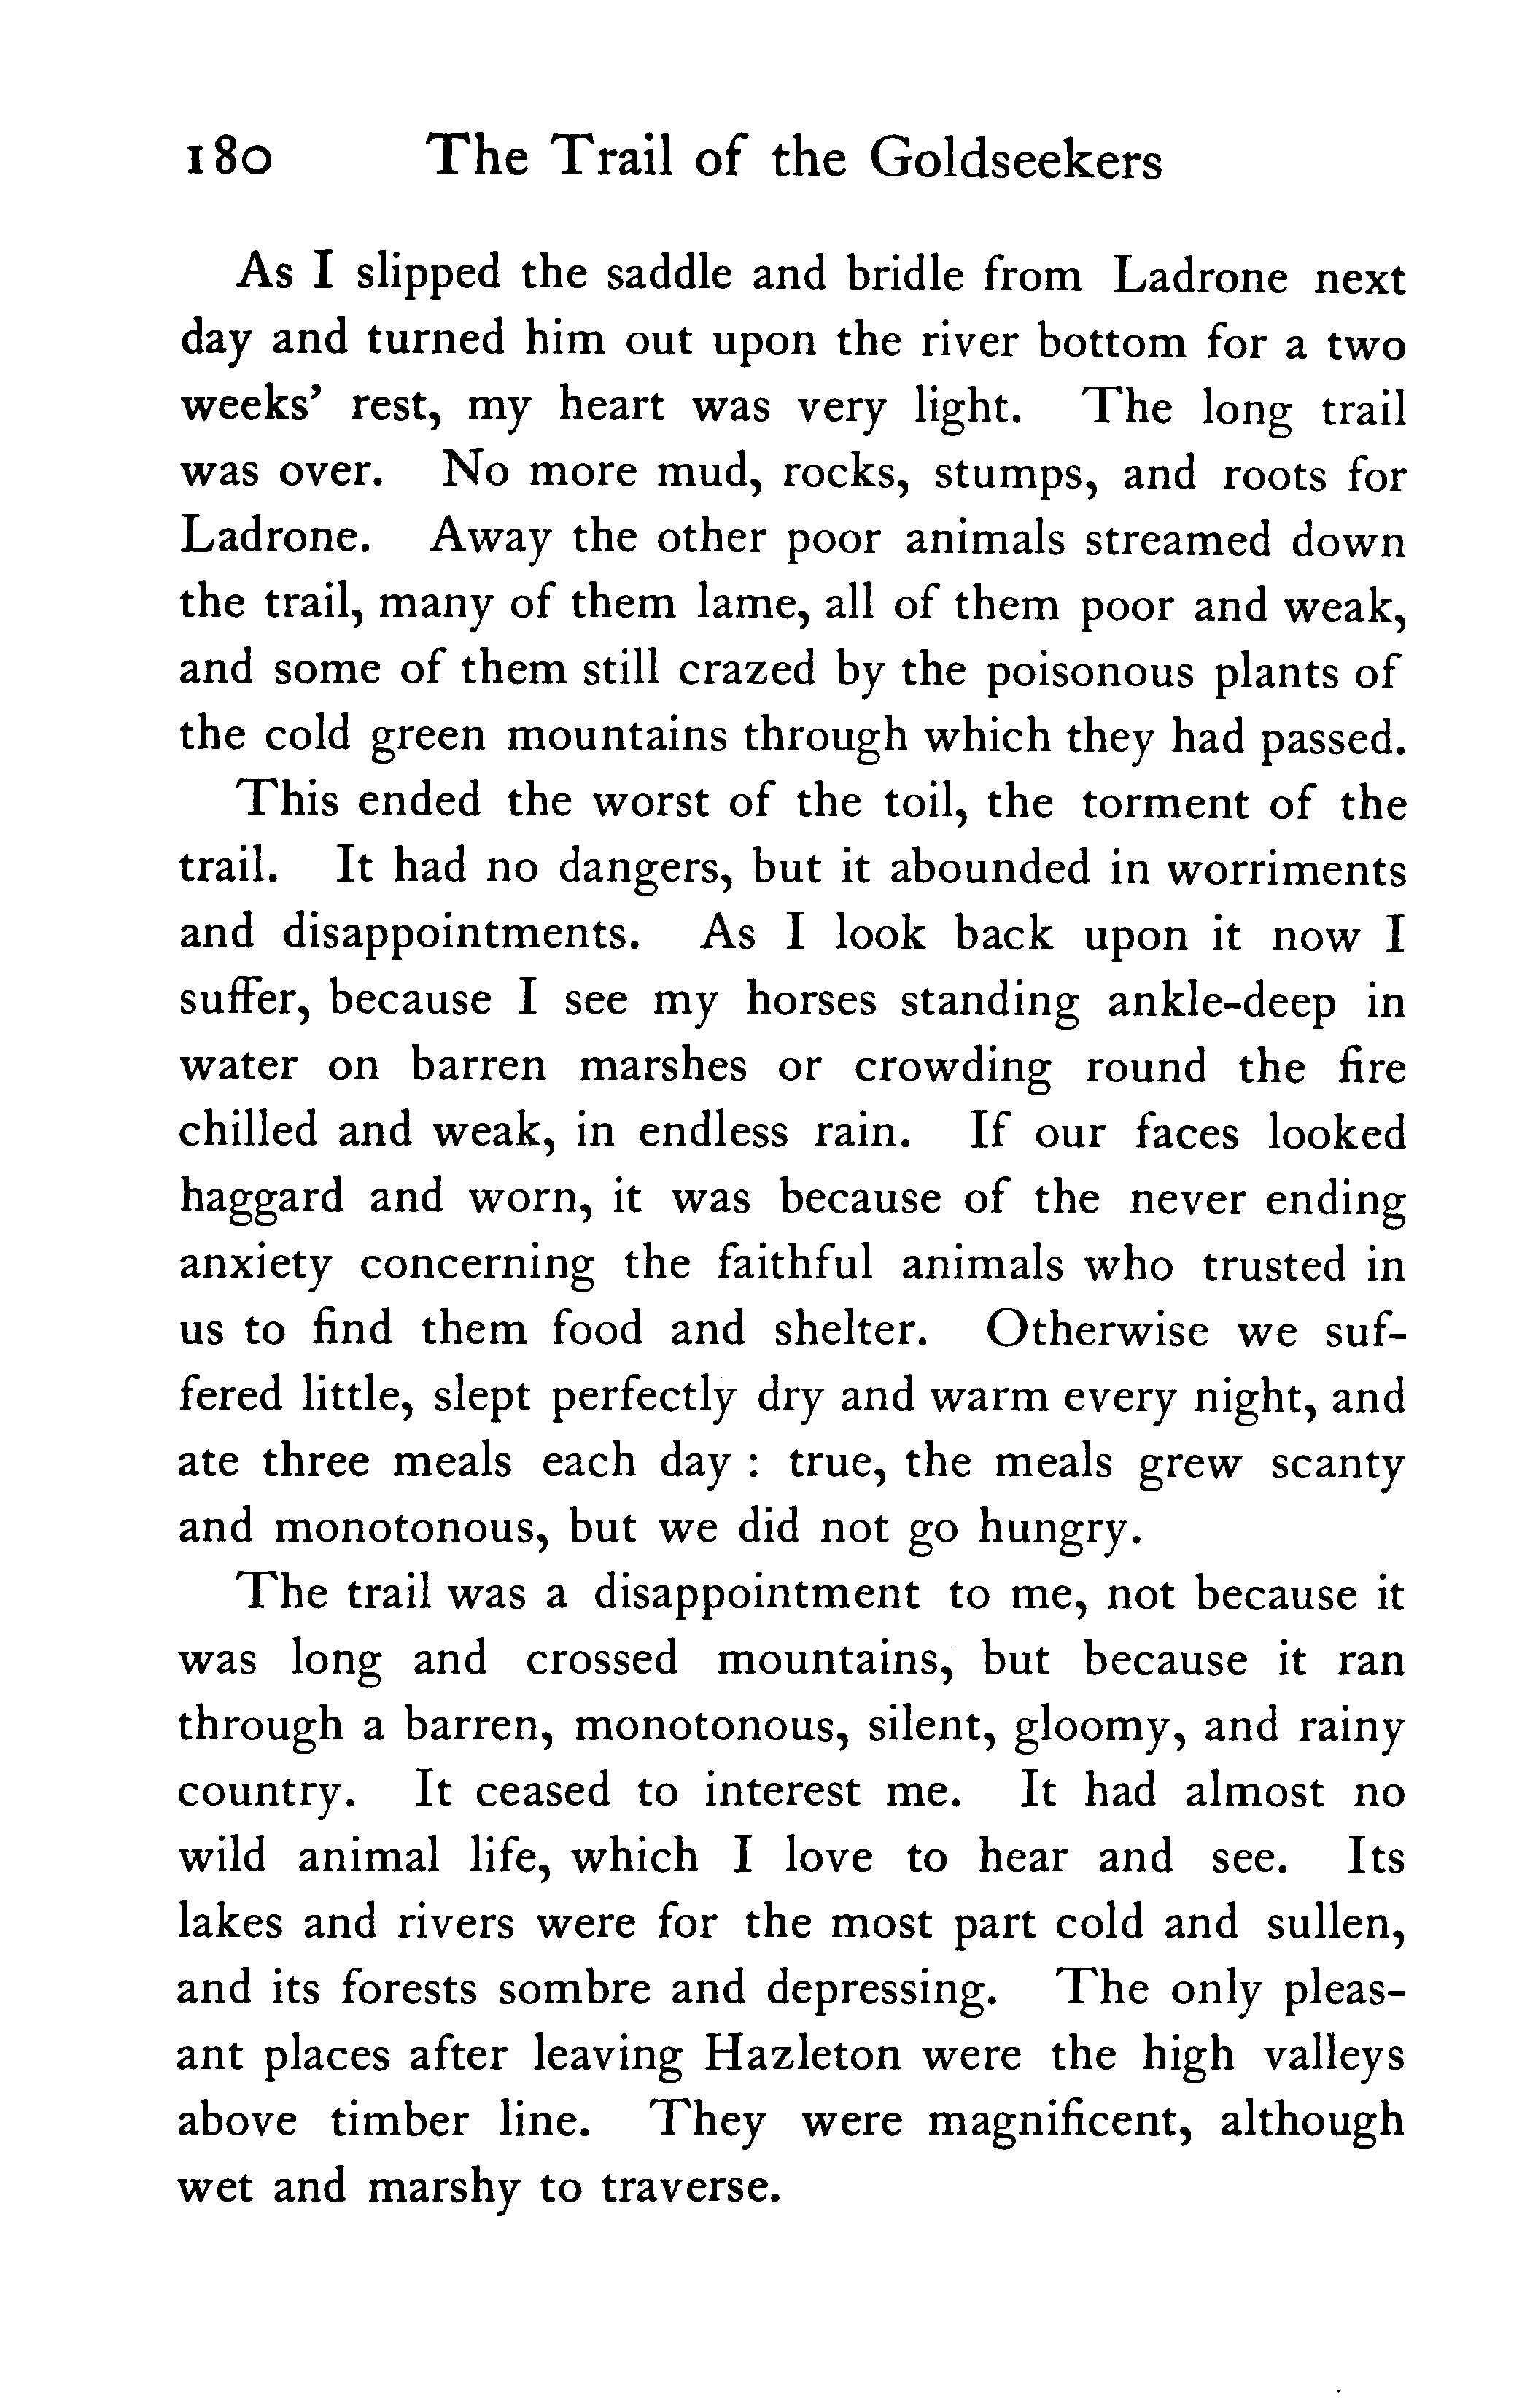 180 The Trail of the Goldseekers
As I slipped the saddle and bridle from Ladrone next
day and turned him out upon the river bottom for a two
weeks' rest, my heart was very light. The long trail
was over. No more mud, rocks, stumps, and roots for
Ladrone. Away the other poor animals streamed down
the trail, many of them lame, all of them poor and weak,
and some of them still crazed by the poisonous plants of
the cold green mountains through which they had passed.
This ended the worst of the toil, the torment of the
trail. It had no dangers, but it abounded in worriments
and disappointments. As I look back upon it now I
suffer, because I see my horses standing ankle-deep in
water on barren marshes or crowding round the fire
chilled and weak, in endless rain. If our faces looked
haggard and worn, it was because of the never ending
anxiety concerning the faithful animals who trusted in
us to find them food and shelter. Otherwise we suf-
fered little, slept perfectly dry and warm every night, and
ate three meals each day : true, the meals grew scanty
and monotonous, but we did not go hungry.
The trail was a disappointment to me, not because it
was long and crossed mountains, but because it ran
through a barren, monotonous, silent, gloomy, and rainy
country. It ceased to interest me. It had almost no
wild animal life, which I love to hear and see. Its
lakes and rivers were for the most part cold and sullen,
and its forests sombre and depressing. The only pleas-
ant places after leaving Hazleton were the high valleys
above timber line. They were magnificent, although
wet and marshy to traverse.